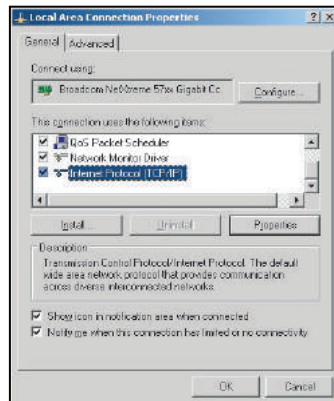 Local Area Connection Properties
General Advanced
Connect using:
Broadcom NetXtreme 57xx Gigabit Cc
Configure...
This connection uses the following items:
QoS Packet Scheduler
Network Monitor Driver
Internet Protocol (TCP/IP)
Install... Uninstall Properties
Description
Transmission Control Protocol/Internet Protocol. The default
wide area network protocol that provides communication
across diverse interconnected networks.
Show icon in notification area when connected
Notify me when this connection has limited or no connectivity
OK Cancel